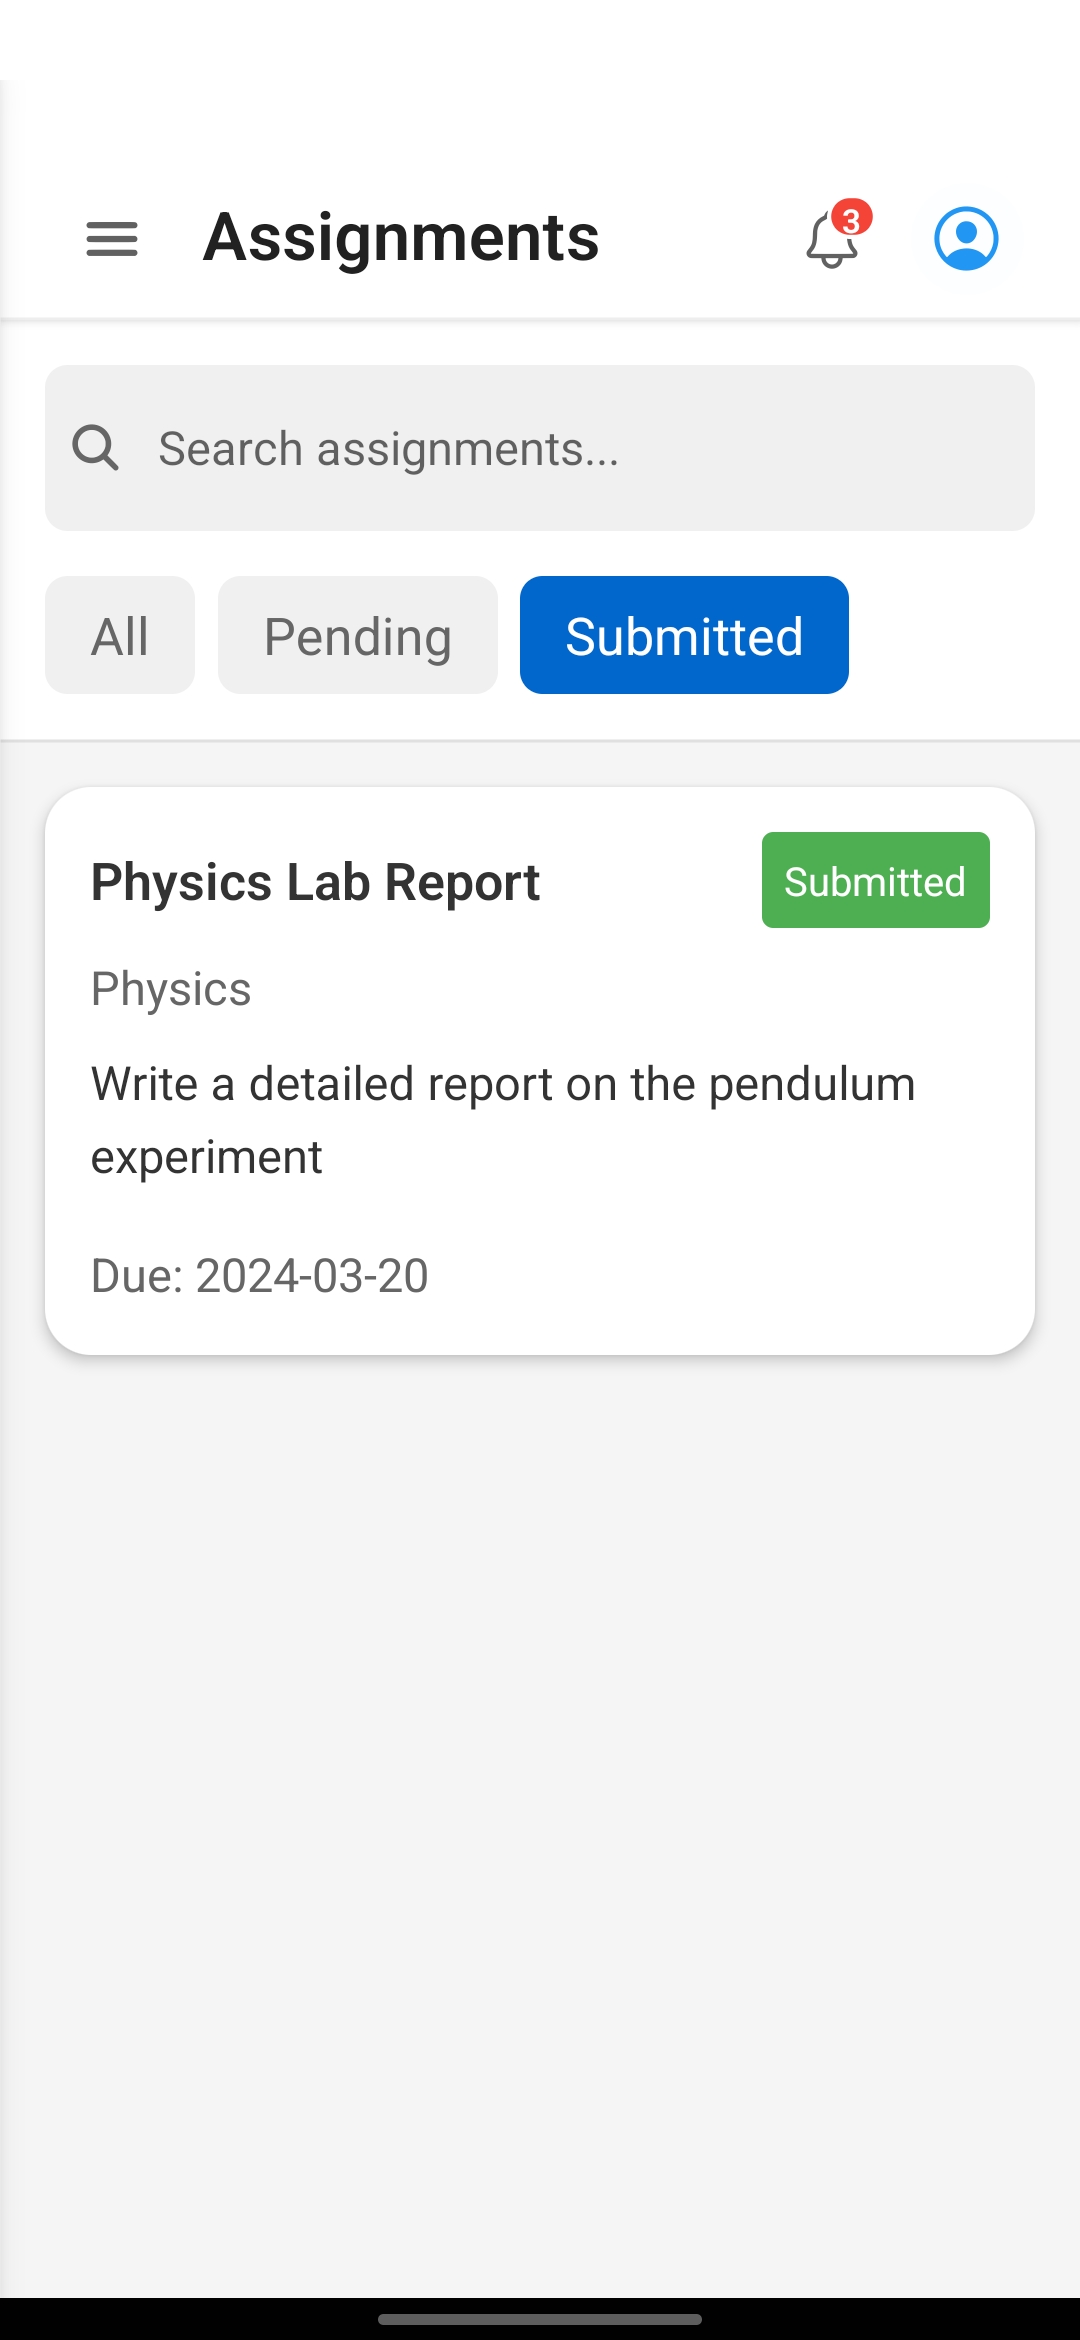 Assignments
3
Search assignments...
All
Pending
Submitted
Physics Lab Report
Submitted
Physics
Write a detailed report on the pendulum
experiment
Due: 2024-03-20